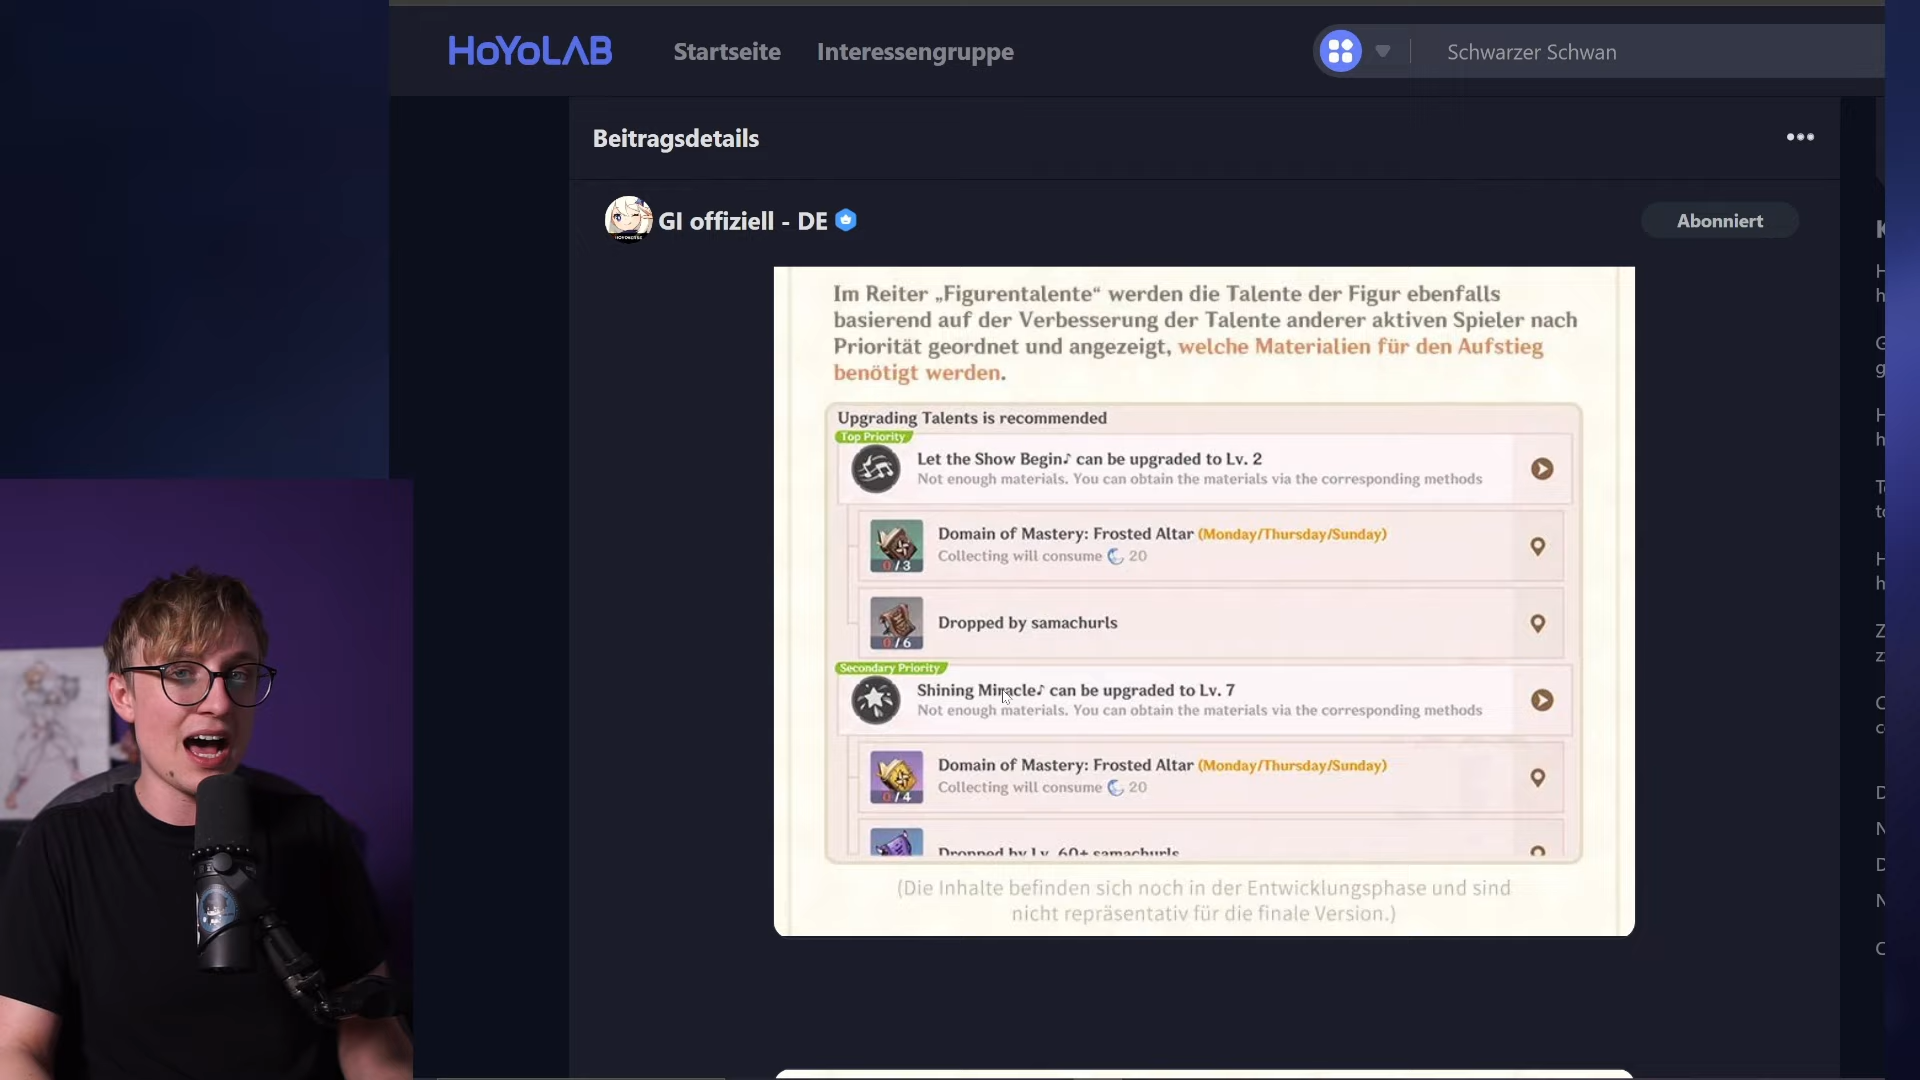 HoYoLAB
Startseite
Interessengruppe
Schwarzer Schwan
Beitragsdetails
GI offiziell - DE
Abonniert
Im Reiter „Figurentalente“ werden die Talente der Figur ebenfalls
basierend auf der Verbesserung der Talente anderer aktiven Spieler nach
Priorität geordnet und angezeigt, welche Materialien für den Aufstieg
benötigt werden.
Upgrading Talents is recommended
Top Priority
Let the Show Begin♪ can be upgraded to Lv. 2
Not enough materials. You can obtain the materials via the corresponding methods
Domain of Mastery: Frosted Altar (Monday/Thursday/Sunday)
Collecting will consume 20
0/3
Dropped by samachurls
0/6
Secondary Priority
Shining Miracle♪ can be upgraded to Lv. 7
Not enough materials. You can obtain the materials via the corresponding methods
Domain of Mastery: Frosted Altar (Monday/Thursday/Sunday)
Collecting will consume 20
0/4
Dropped by Lv. 60+ samachurls
(Die Inhalte befinden sich noch in der Entwicklungsphase und sind
nicht repräsentativ für die finale Version.)